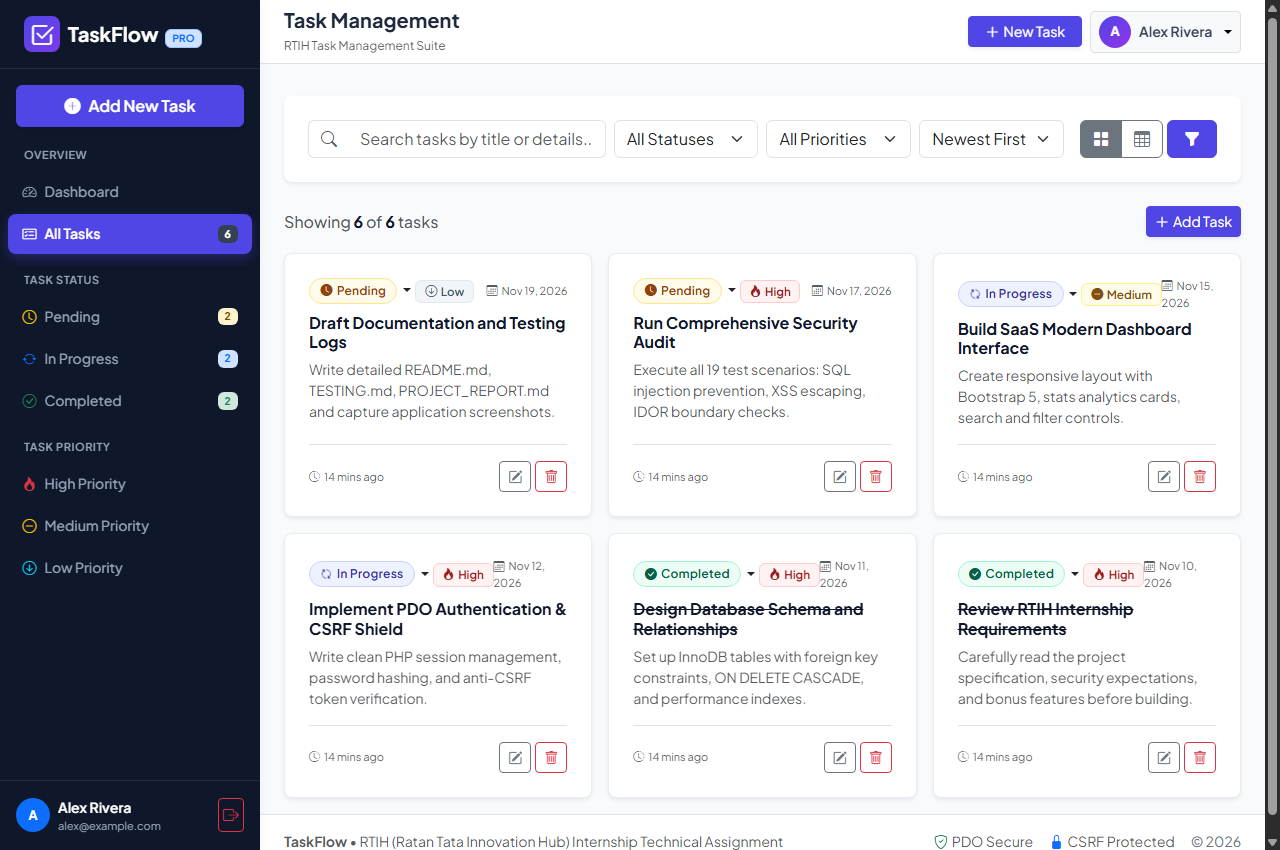 TaskFlow PRO
Add New Task
OVERVIEW
Dashboard
All Tasks 6
TASK STATUS
Pending 2
In Progress 2
Completed 2
TASK PRIORITY
High Priority
Medium Priority
Low Priority
A
Alex Rivera
alex@example.com
Task Management
RTIH Task Management Suite
New Task
A Alex Rivera
Search tasks by title or details..
All Statuses
All Priorities
Newest First
Showing 6 of 6 tasks
+ Add Task
Pending Low Nov 19, 2026
Draft Documentation and Testing
Logs
Write detailed README.md,
TESTING.md, PROJECT_REPORT.md
and capture application screenshots.
14 mins ago
Pending High Nov 17, 2026
Run Comprehensive Security
Audit
Execute all 19 test scenarios: SQL
injection prevention, XSS escaping,
IDOR boundary checks.
14 mins ago
In Progress Medium Nov 15,
2026
Build SaaS Modern Dashboard
Interface
Create responsive layout with
Bootstrap 5, stats analytics cards,
search and filter controls.
14 mins ago
In Progress High Nov 12,
2026
Implement PDO Authentication &
CSRF Shield
Write clean PHP session management,
password hashing, and anti-CSRF
token verification.
14 mins ago
Completed High Nov 11,
2026
Design Database Schema and
Relationships
Set up InnoDB tables with foreign key
constraints, ON DELETE CASCADE,
and performance indexes.
14 mins ago
Completed High Nov 10,
2026
Review RTIH Internship
Requirements
Carefully read the project
specification, security expectations,
and bonus features before building.
14 mins ago
TaskFlow • RTIH (Ratan Tata Innovation Hub) Internship Technical Assignment
PDO Secure CSRF Protected © 2026